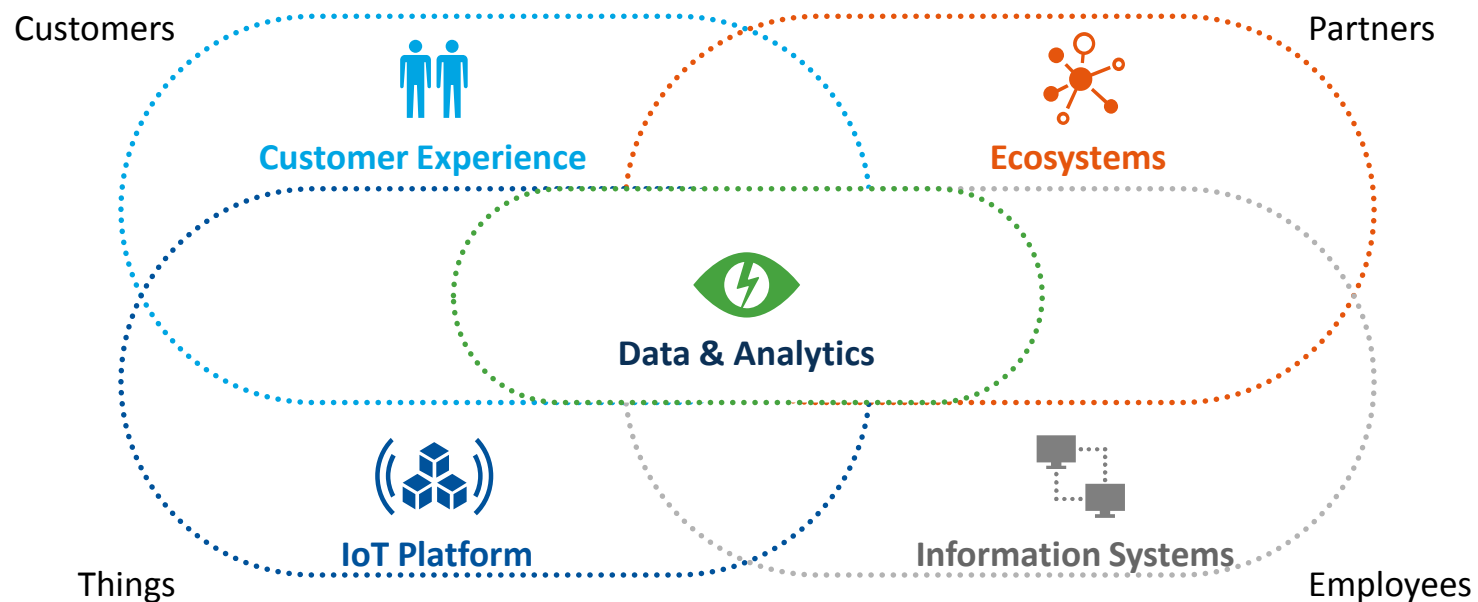 Customers
Partners
Customer Experience
Ecosystems
Data & Analytics
IoT Platform
Information Systems
Things
Employees